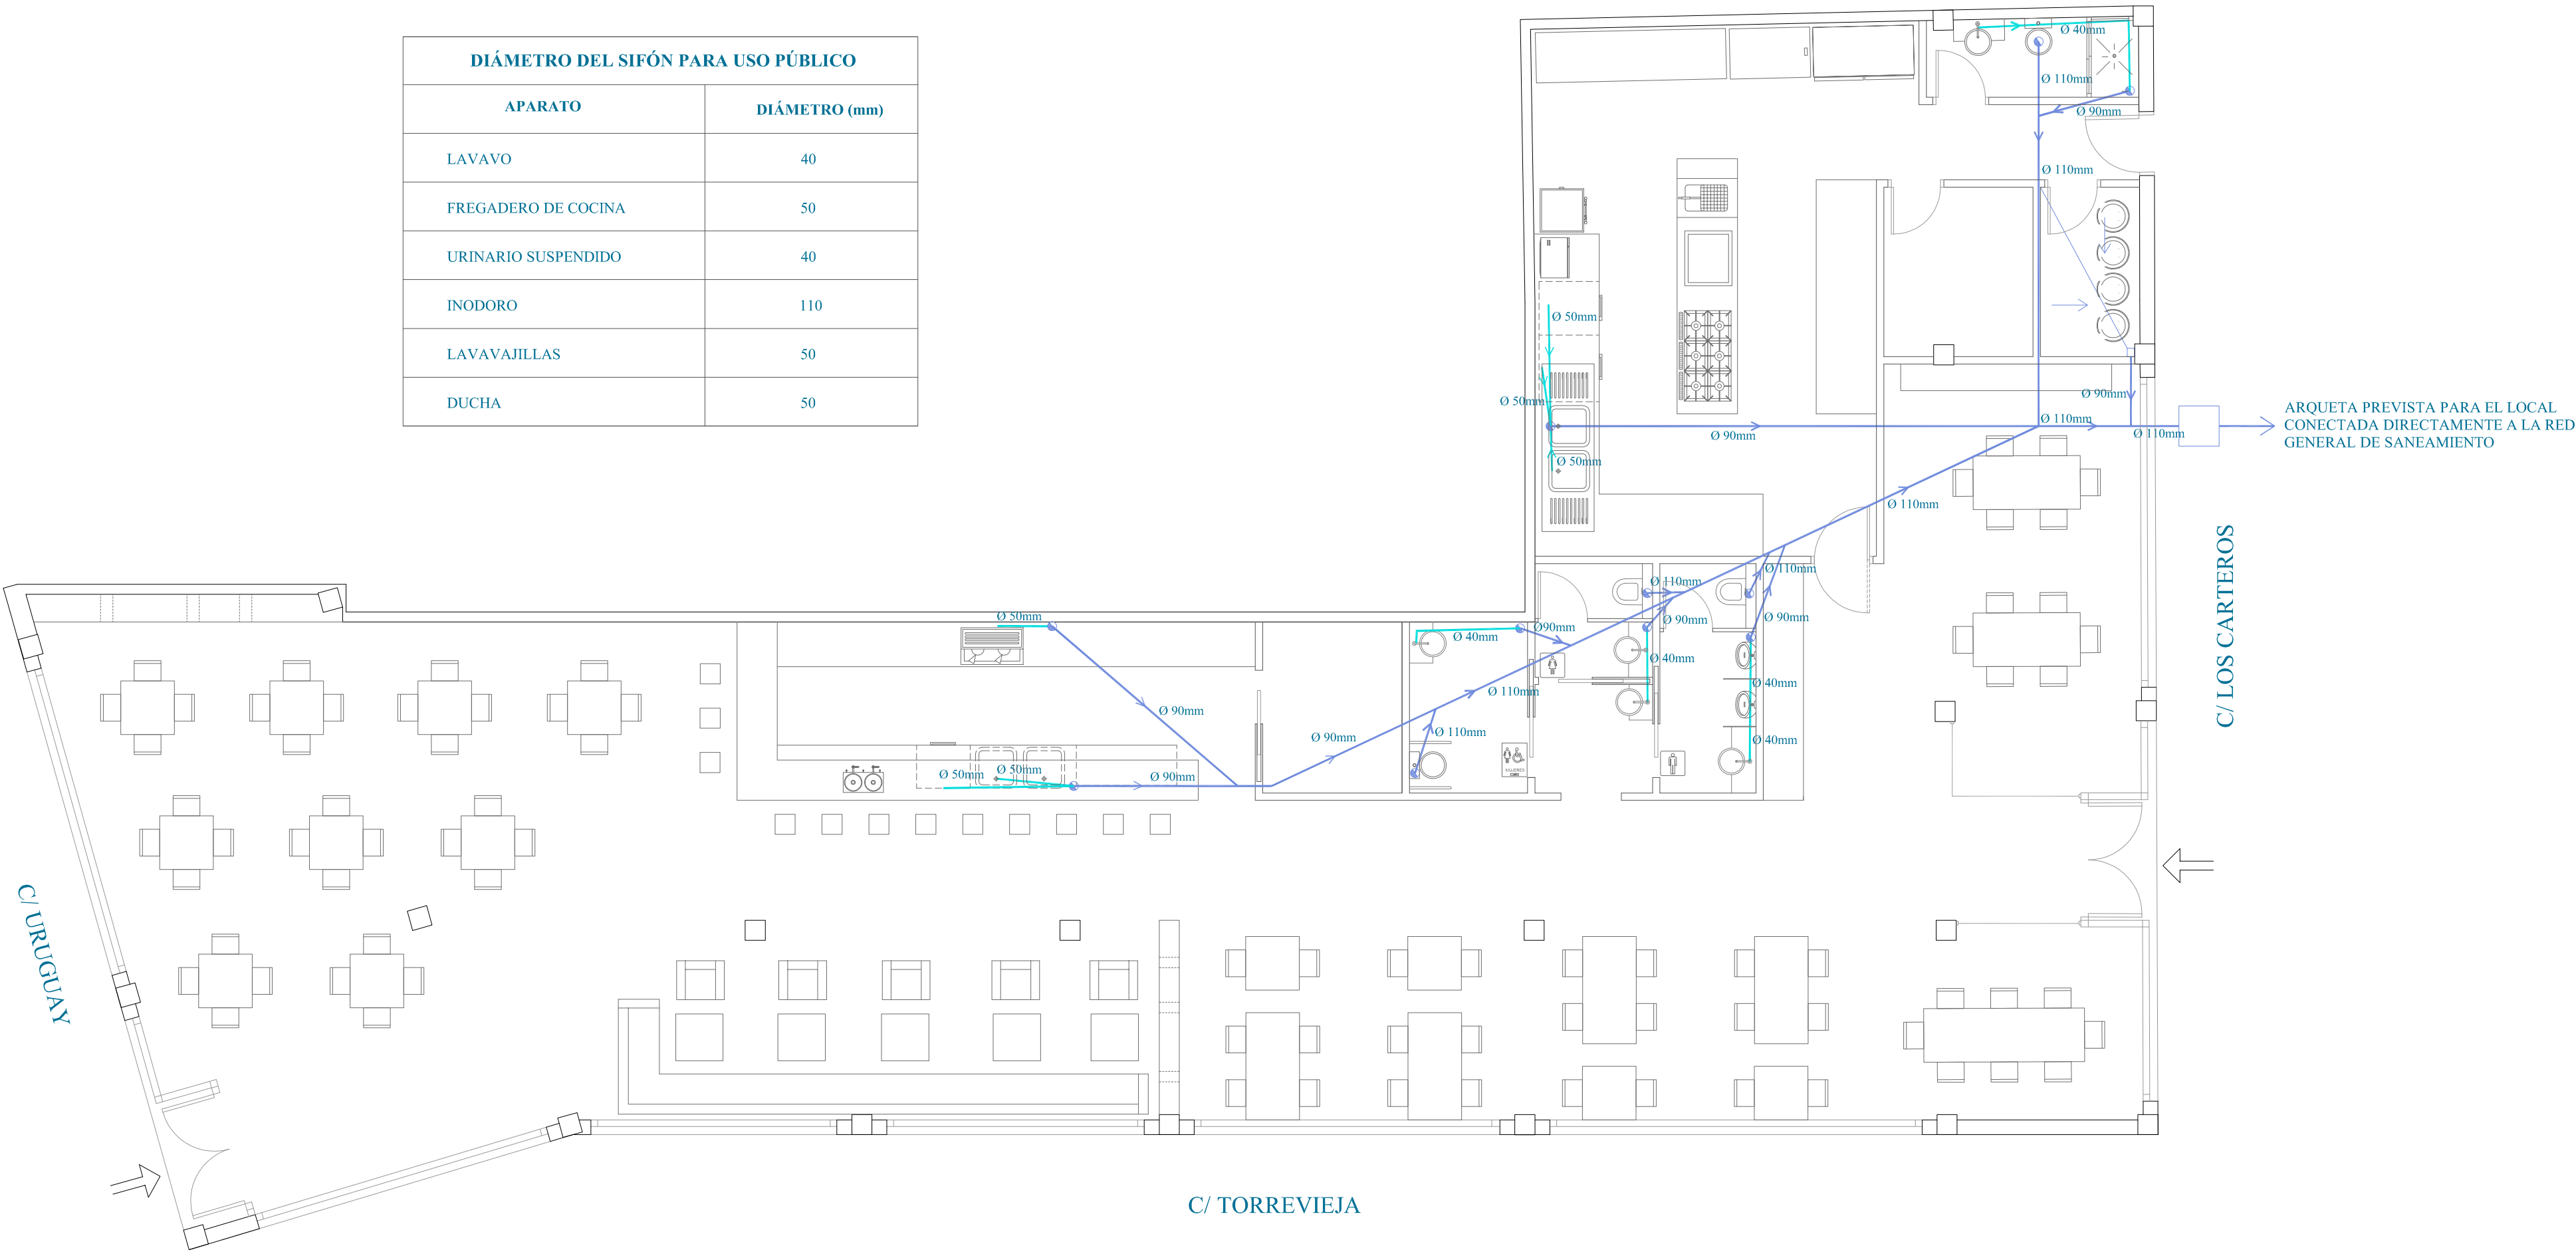 DIÁMETRO DEL SIFÓN PARA USO PÚBLICO
APARATO DIÁMETRO (mm)
LAVAVO 40
FREGADERO DE COCINA 50
URINARIO SUSPENDIDO 40
INODORO 110
LAVAVAJILLAS 50
DUCHA 50
Ø 40mm
Ø 110mm
Ø 90mm
Ø 110mm
Ø 50mm
Ø 50mm
Ø 90mm
Ø 50mm
Ø 90mm
Ø 110mm
Ø 110mm
ARQUETA PREVISTA PARA EL LOCAL
CONECTADA DIRECTAMENTE A LA RED
GENERAL DE SANEAMIENTO
Ø 110mm
C/ LOS CARTEROS
Ø 110mm
Ø 110mm
Ø 50mm
Ø 40mm
Ø90mm
Ø 90mm
Ø 90mm
Ø 40mm
Ø 40mm
Ø 90mm
Ø 110mm
Ø 110mm
Ø 90mm
Ø 40mm
Ø 50mm
Ø 50mm
Ø 90mm
C/ URUGUAY
C/ TORREVIEJA